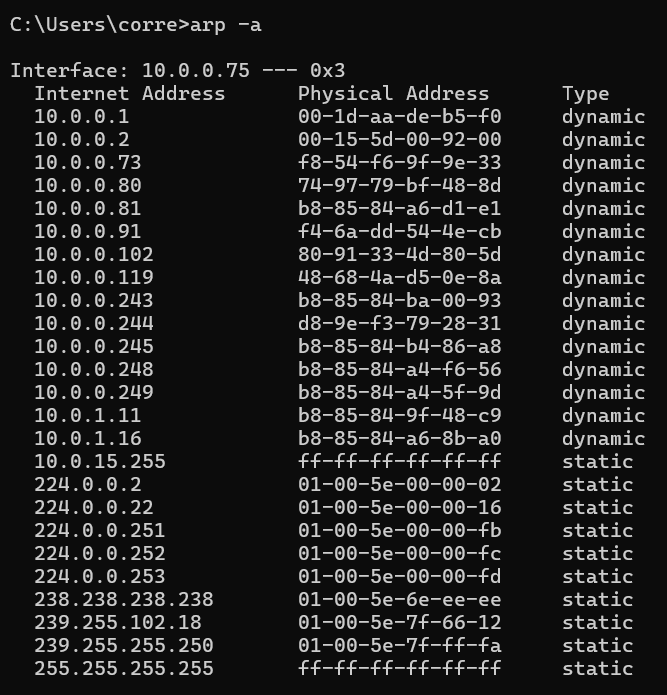 C:\Users\corre>arp -a
Interface: 10.0.0.75 --- 0x3
Internet Address Physical Address Type
10.0.0.1 00-1d-aa-de-b5-f0 dynamic
10.0.0.2 00-15-5d-00-92-00 dynamic
10.0.0.73 f8-54-f6-9f-9e-33 dynamic
10.0.0.80 74-97-79-bf-48-8d dynamic
10.0.0.81 b8-85-84-a6-d1-e1 dynamic
10.0.0.91 f4-6a-dd-54-4e-cb dynamic
10.0.0.102 80-91-33-4d-80-5d dynamic
10.0.0.119 48-68-4a-d5-0e-8a dynamic
10.0.0.243 b8-85-84-ba-00-93 dynamic
10.0.0.244 d8-9e-f3-79-28-31 dynamic
10.0.0.245 b8-85-84-b4-86-a8 dynamic
10.0.0.248 b8-85-84-a4-f6-56 dynamic
10.0.0.249 b8-85-84-a4-5f-9d dynamic
10.0.1.11 b8-85-84-9f-48-c9 dynamic
10.0.1.16 b8-85-84-a6-8b-a0 dynamic
10.0.15.255 ff-ff-ff-ff-ff-ff static
224.0.0.2 01-00-5e-00-00-02 static
224.0.0.22 01-00-5e-00-00-16 static
224.0.0.251 01-00-5e-00-00-fb static
224.0.0.252 01-00-5e-00-00-fc static
224.0.0.253 01-00-5e-00-00-fd static
238.238.238.238 01-00-5e-6e-ee-ee static
239.255.102.18 01-00-5e-7f-66-12 static
239.255.255.250 01-00-5e-7f-ff-fa static
255.255.255.255 ff-ff-ff-ff-ff-ff static